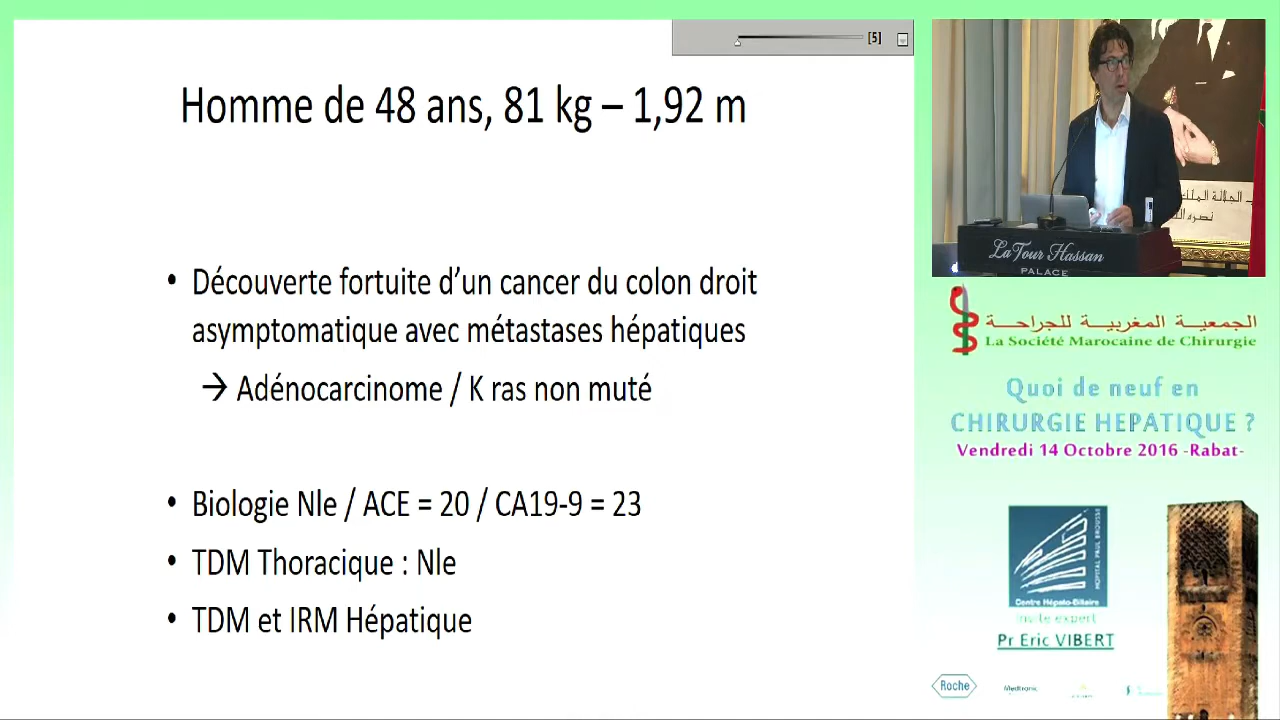 [5]
Homme de 48 ans, 81 kg – 1,92 m
• Découverte fortuite d’un cancer du colon droit
asymptomatique avec métastases hépatiques
→ Adénocarcinome / K ras non muté
• Biologie Nle / ACE = 20 / CA19-9 = 23
• TDM Thoracique : Nle
• TDM et IRM Hépatique
La Tour Hassan
PALACE
الجمعية المغربية للجراحة
La Société Marocaine de Chirurgie
Quoi de neuf en
CHIRURGIE HEPATIQUE ?
Vendredi 14 Octobre 2016 -Rabat-
HOPITAL PAUL BROUSSE
Centre Hépato-Biliaire
Invité expert
Pr Eric VIBERT
Roche
Medtronic